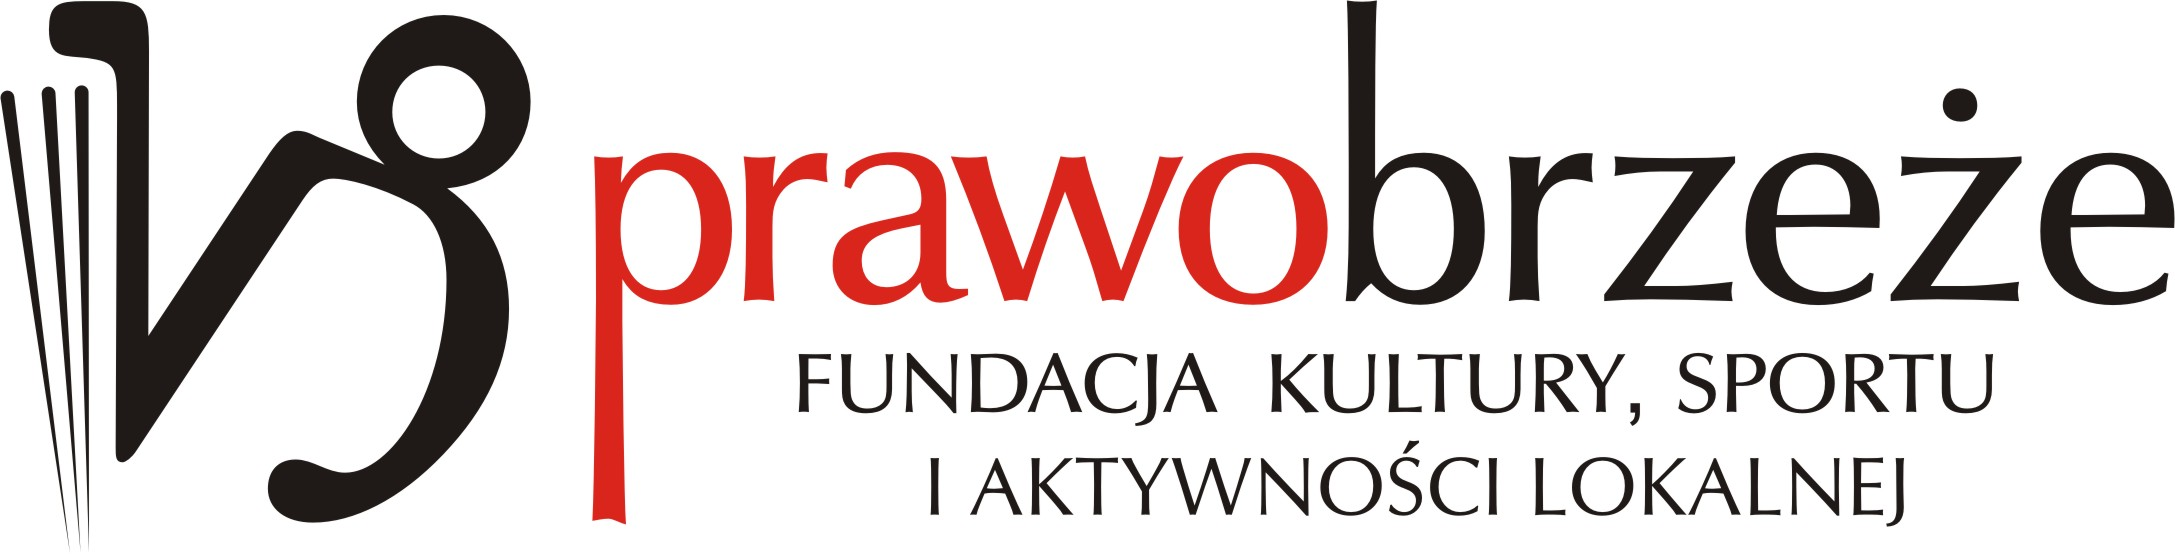 prawobrzeże
FUNDACJA KULTURY, SPORTU
I AKTYWNOŚCI LOKALNEJ